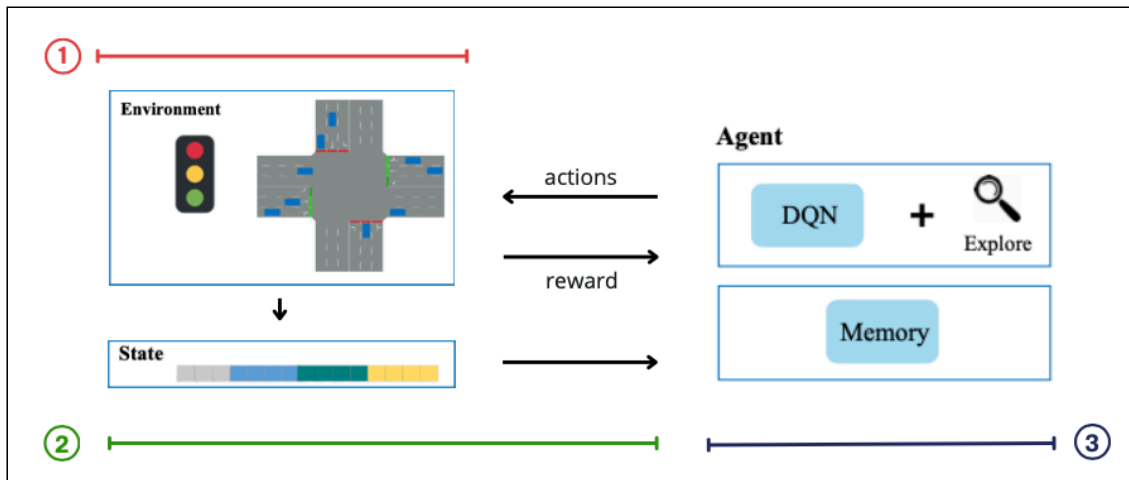 1
Environment
Agent
actions
DQN
+
Explore
reward
Memory
State
2
3